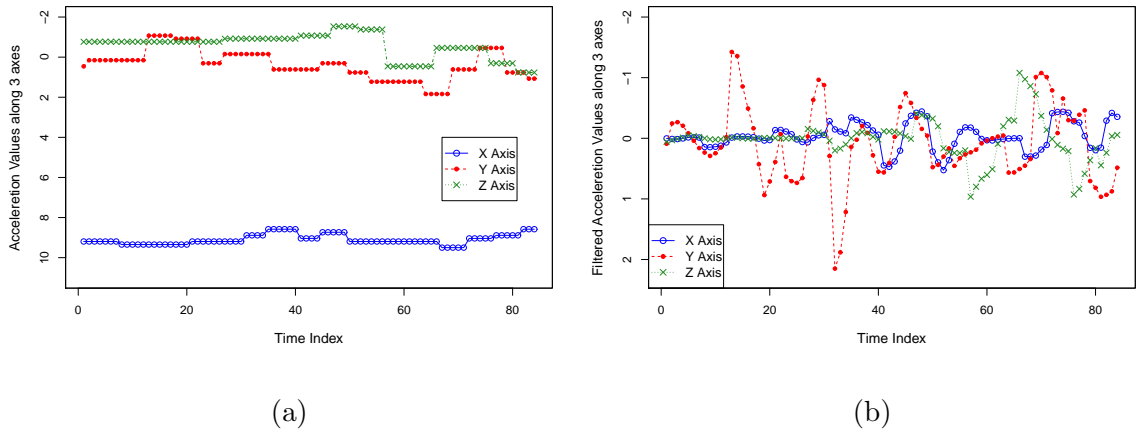 Acceleretion Values along 3 axes
−2
0
2
4
6
8
10
X Axis
Y Axis
Z Axis
0
20
40
60
80
Time Index
(a)
Filtered Acceleretion Values along 3 axes
−2
−1
0
1
2
X Axis
Y Axis
Z Axis
0
20
40
60
80
Time Index
(b)